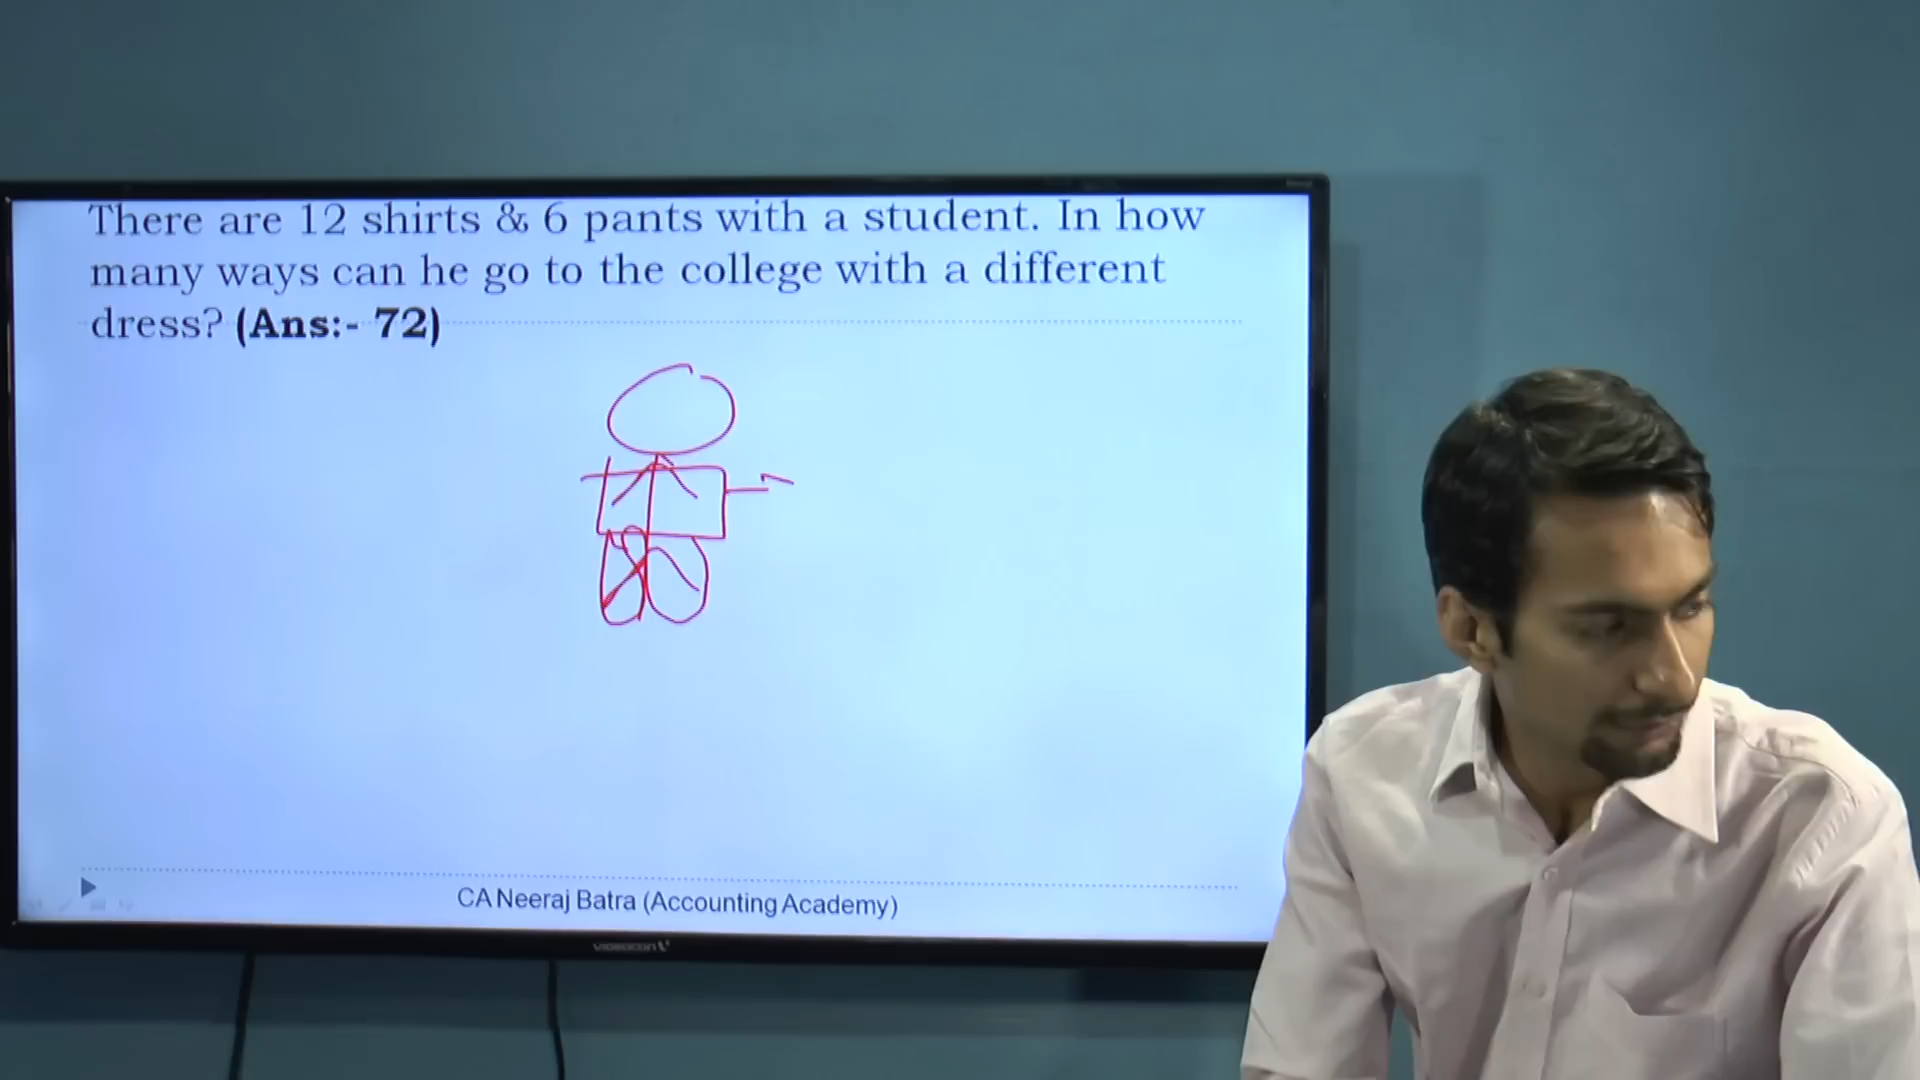 There are 12 shirts & 6 pants with a student. In how
many ways can he go to the college with a different
dress? (Ans:- 72)
CA Neeraj Batra (Accounting Academy)
VIDEOCON